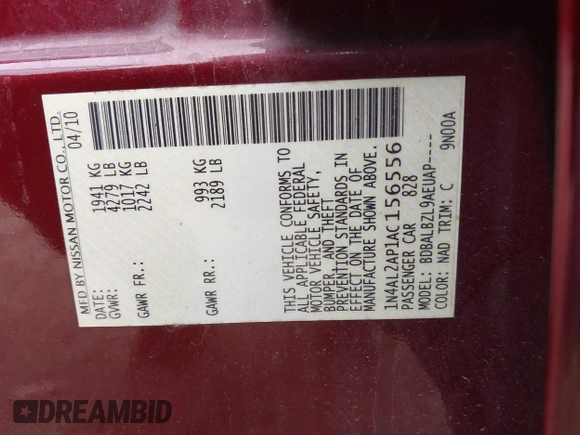 MFD BY NISSAN MOTOR CO., LTD.
DATE: 04/10
GVWR: 1941 KG
4279 LB
GAWR FR.: 1017 KG
2242 LB
GAWR RR.: 993 KG
2189 LB
THIS VEHICLE CONFORMS TO
ALL APPLICABLE FEDERAL
MOTOR VEHICLE SAFETY,
BUMPER, AND THEFT
PREVENTION STANDARDS IN
EFFECT ON THE DATE OF
MANUFACTURE SHOWN ABOVE.
1N4AL2AP1AC156556
PASSENGER CAR 828
MODEL: BDBALBZL9AEUAP----
COLOR: NAD TRIM: C 9N00A
DREAMBID